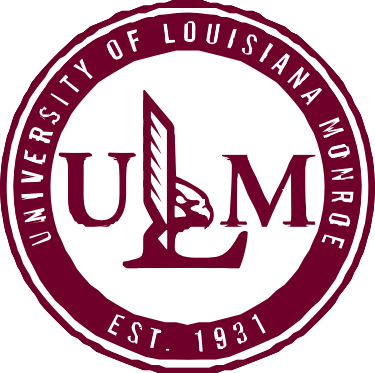 UNIVERSITY OF LOUISIANA MONROE
ULM
EST. 1931